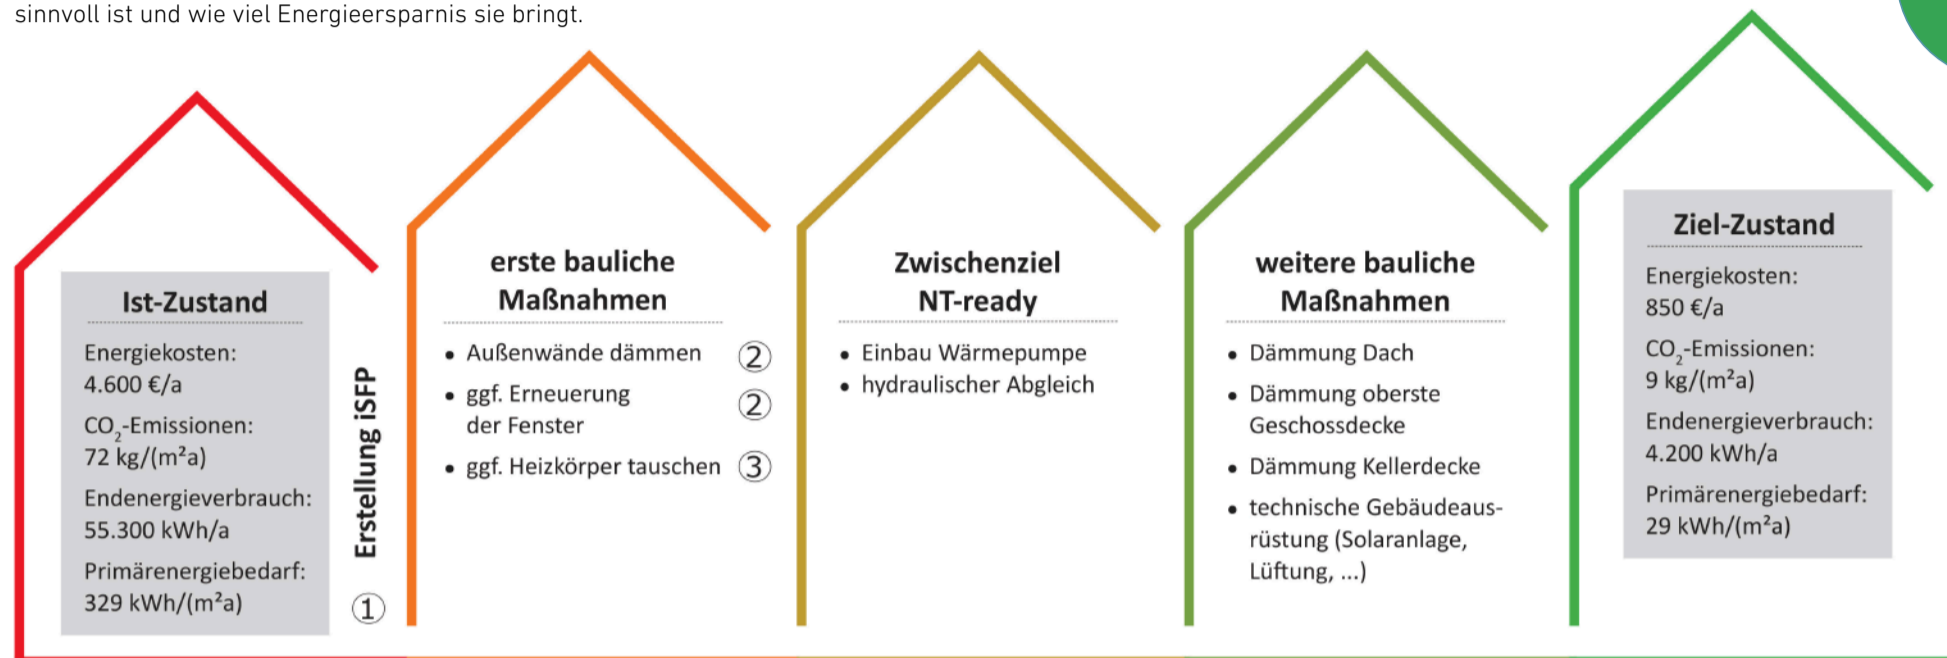 sinnvoll ist und wie viel Energieersparnis sie bringt.
Ist-Zustand
Energiekosten:
4.600 €/a
CO₂-Emissionen:
72 kg/(m²a)
Endenergieverbrauch:
55.300 kWh/a
Primärenergiebedarf:
329 kWh/(m²a)
Erstellung iSFP
①
erste bauliche
Maßnahmen
• Außenwände dämmen ②
• ggf. Erneuerung ②
der Fenster
• ggf. Heizkörper tauschen ③
Zwischenziel
NT-ready
• Einbau Wärmepumpe
• hydraulischer Abgleich
weitere bauliche
Maßnahmen
• Dämmung Dach
• Dämmung oberste
Geschossdecke
• Dämmung Kellerdecke
• technische Gebäudeaus-
rüstung (Solaranlage,
Lüftung, ...)
Ziel-Zustand
Energiekosten:
850 €/a
CO₂-Emissionen:
9 kg/(m²a)
Endenergieverbrauch:
4.200 kWh/a
Primärenergiebedarf:
29 kWh/(m²a)